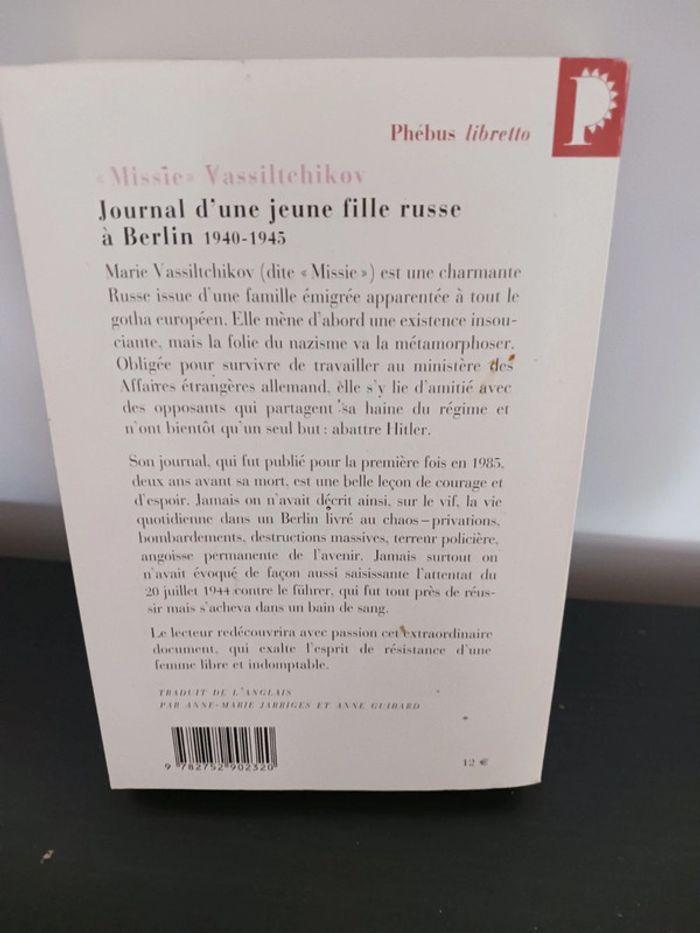 P
Phébus libretto
« Missie » Vassiltchikov
Journal d'une jeune fille russe
à Berlin 1940-1945
Marie Vassiltchikov (dite « Missie ») est une charmante
Russe issue d'une famille émigrée apparentée à tout le
gotha européen. Elle mène d'abord une existence insou-
ciante, mais la folie du nazisme va la métamorphoser.
Obligée pour survivre de travailler au ministère des
Affaires étrangères allemand, elle s'y lie d'amitié avec
des opposants qui partagent sa haine du régime et
n'ont bientôt qu'un seul but : abattre Hitler.
Son journal, qui fut publié pour la première fois en 1985,
deux ans avant sa mort, est une belle leçon de courage et
d'espoir. Jamais on n'avait décrit ainsi, sur le vif, la vie
quotidienne dans un Berlin livré au chaos – privations,
bombardements, destructions massives, terreur policière,
angoisse permanente de l'avenir. Jamais surtout on
n'avait évoqué de façon aussi saisissante l'attentat du
20 juillet 1944 contre le führer, qui fut tout près de réus-
sir mais s'acheva dans un bain de sang.
Le lecteur redécouvrira avec passion cet extraordinaire
document, qui exalte l'esprit de résistance d'une
femme libre et indomptable.
TRADUIT DE L'ANGLAIS
PAR ANNE-MARIE JARRIGES ET ANNE GUIBARD
9 782752 902320
12 €